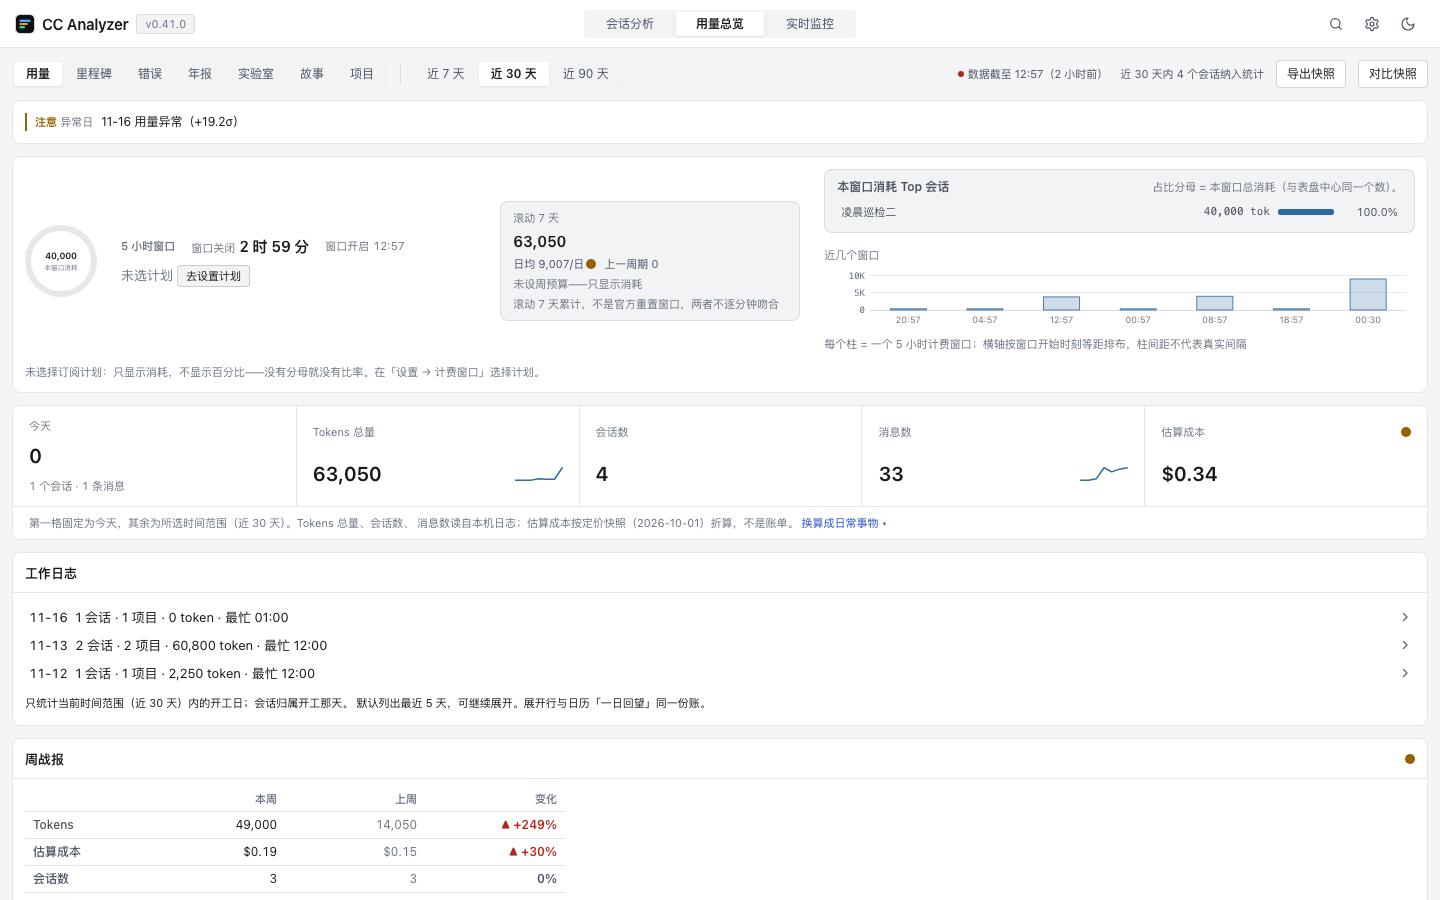 CC Analyzer v0.41.0 会话分析 用量总览 实时监控
用量 里程碑 错误 年报 实验室 故事 项目 近 7 天 近 30 天 近 90 天 数据截至 12:57（2 小时前） 近 30 天内 4 个会话纳入统计 导出快照 对比快照
注意 异常日 11-16 用量异常（+19.2σ）
40,000
本窗口消耗
5 小时窗口 窗口关闭 2 时 59 分 窗口开启 12:57
未选计划 去设置计划
滚动 7 天
63,050
日均 9,007/日 上一周期 0
未设周预算——只显示消耗
滚动 7 天累计，不是官方重置窗口，两者不逐分钟吻合
本窗口消耗 Top 会话 占比分母 = 本窗口总消耗（与表盘中心同一个数）。
凌晨巡检二 40,000 tok 100.0%
近几个窗口
10K
5K
0
20:57 04:57 12:57 00:57 08:57 18:57 00:30
每个柱 = 一个 5 小时计费窗口；横轴按窗口开始时刻等距排布，柱间距不代表真实间隔
未选择订阅计划：只显示消耗，不显示百分比——没有分母就没有比率。在「设置 → 计费窗口」选择计划。
今天
0
1 个会话 · 1 条消息
Tokens 总量
63,050
会话数
4
消息数
33
估算成本
$0.34
第一格固定为今天，其余为所选时间范围（近 30 天）。Tokens 总量、会话数、 消息数读自本机日志；估算成本按定价快照（2026-10-01）折算，不是账单。 换算成日常事物
工作日志
11-16 1 会话 · 1 项目 · 0 token · 最忙 01:00
11-13 2 会话 · 2 项目 · 60,800 token · 最忙 12:00
11-12 1 会话 · 1 项目 · 2,250 token · 最忙 12:00
只统计当前时间范围（近 30 天）内的开工日；会话归属开工那天。 默认列出最近 5 天，可继续展开。展开行与日历「一日回望」同一份账。
周战报
本周 上周 变化
Tokens 49,000 14,050 ▲ +249%
估算成本 $0.19 $0.15 ▲ +30%
会话数 3 3 0%